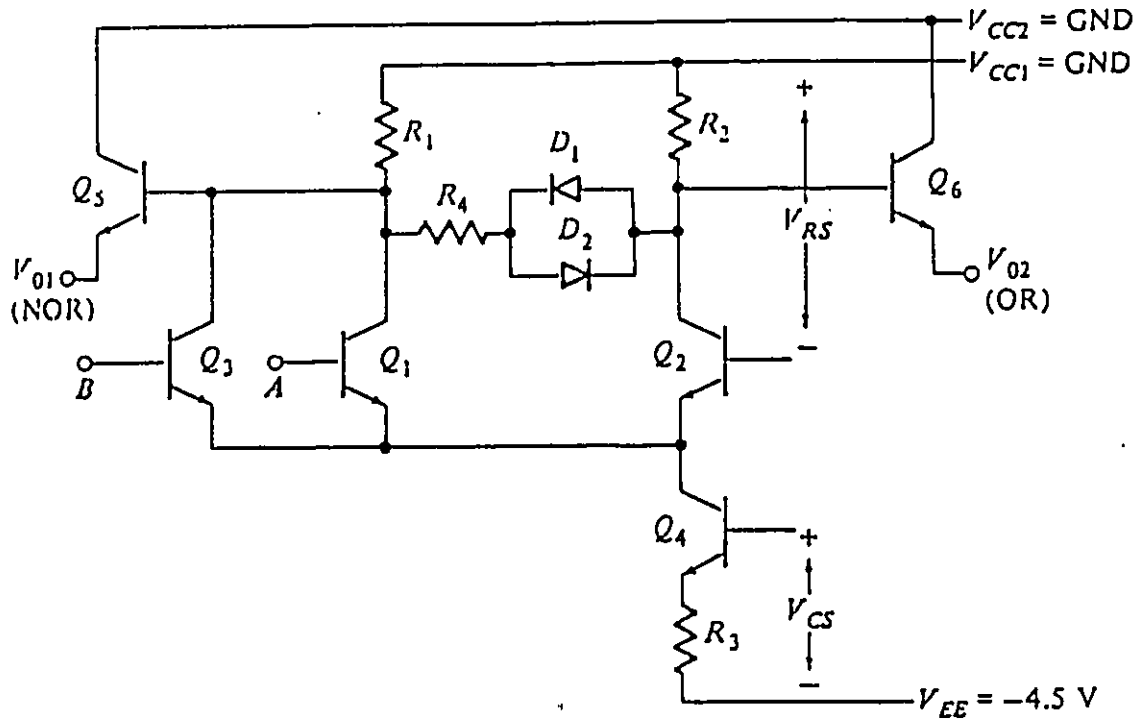 V_CC2 = GND
V_CC1 = GND
+
R_1
R_2
D_1
Q_5
Q_6
R_4
V_RS
D_2
V_01
(NOR)
V_02
(OR)
Q_3
Q_1
Q_2
−
B
A
Q_4
+
V_CS
R_3
−
V_EE = −4.5 V